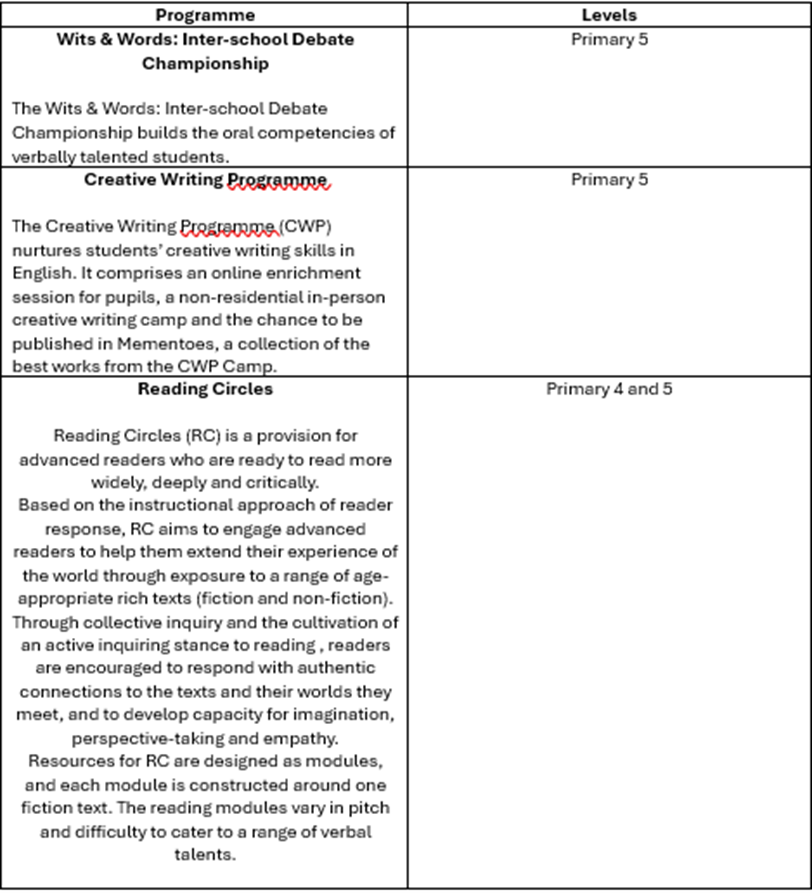 Programme
Levels
Wits & Words: Inter-school Debate
Championship
Primary 5
The Wits & Words: Inter-school Debate
Championship builds the oral competencies of
verbally talented students.
Creative Writing Programme
Primary 5
The Creative Writing Programme (CWP)
nurtures students’ creative writing skills in
English. It comprises an online enrichment
session for pupils, a non-residential in-person
creative writing camp and the chance to be
published in Mementoes, a collection of the
best works from the CWP Camp.
Reading Circles
Primary 4 and 5
Reading Circles (RC) is a provision for
advanced readers who are ready to read more
widely, deeply and critically.
Based on the instructional approach of reader
response, RC aims to engage advanced
readers to help them extend their experience of
the world through exposure to a range of age-
appropriate rich texts (fiction and non-fiction).
Through collective inquiry and the cultivation of
an active inquiring stance to reading , readers
are encouraged to respond with authentic
connections to the texts and their worlds they
meet, and to develop capacity for imagination,
perspective-taking and empathy.
Resources for RC are designed as modules,
and each module is constructed around one
fiction text. The reading modules vary in pitch
and difficulty to cater to a range of verbal
talents.